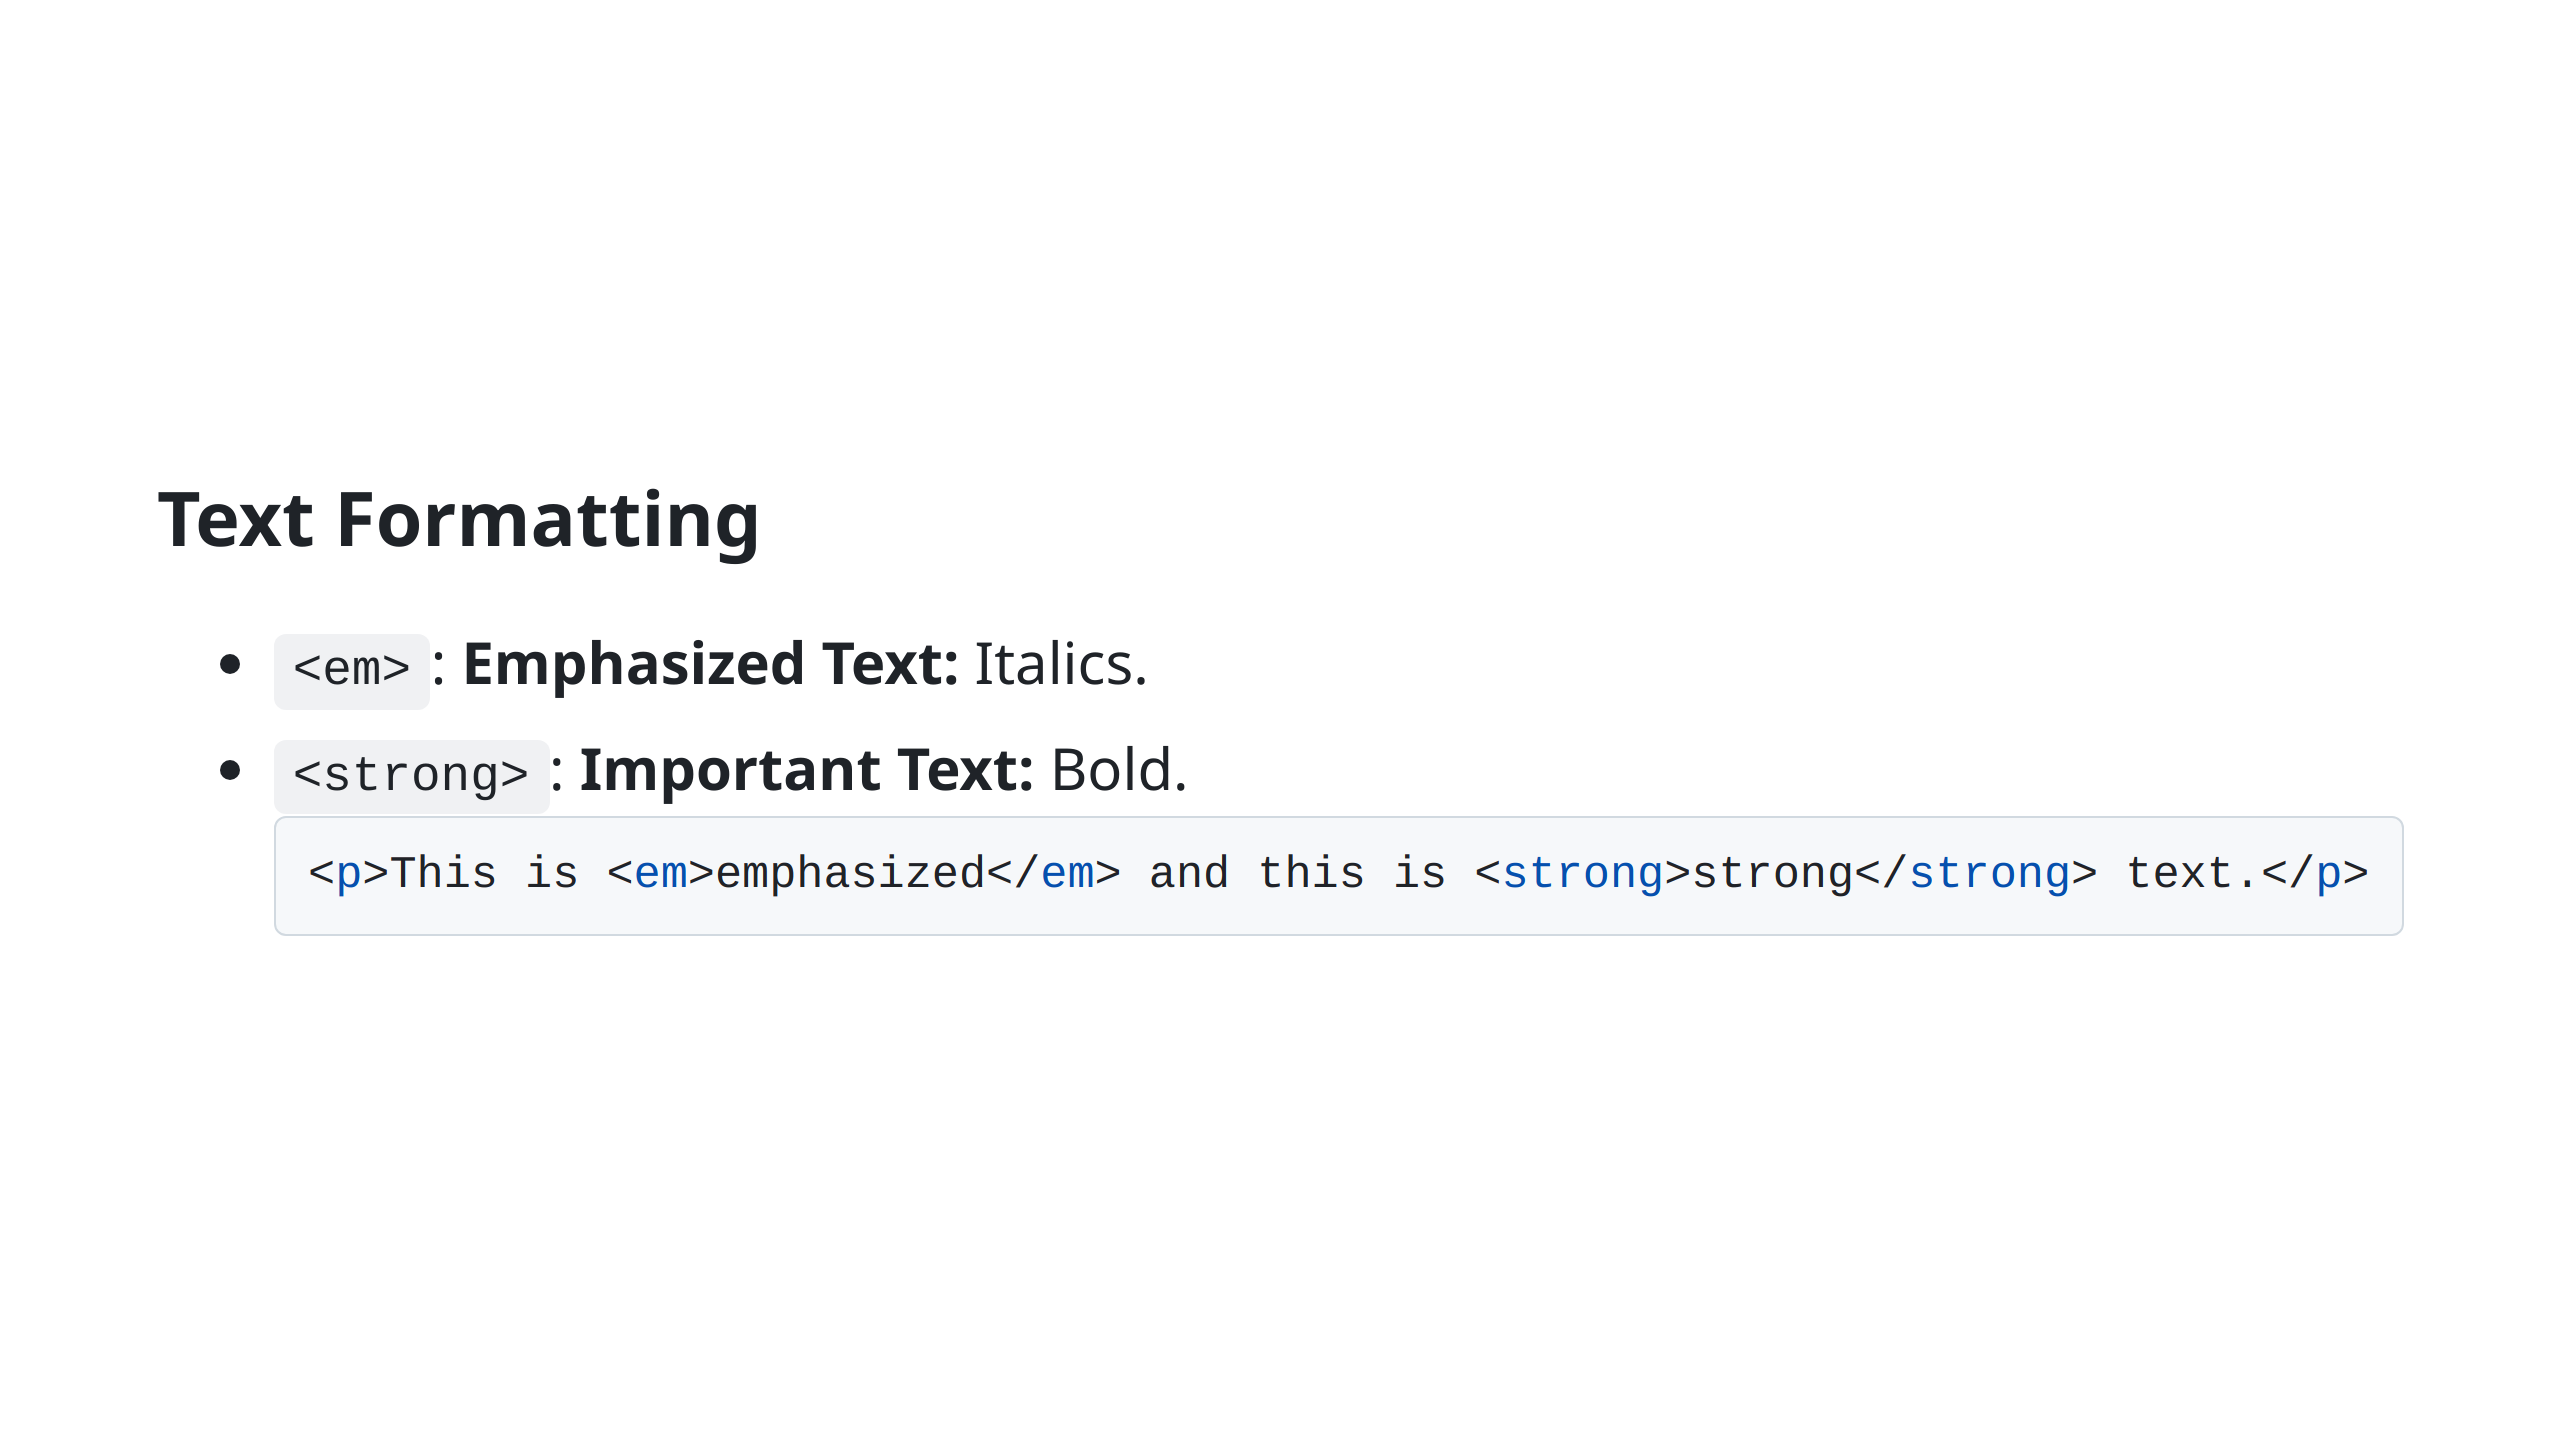 Text Formatting
<em>: Emphasized Text: Italics.
<strong>: Important Text: Bold.
<p>This is <em>emphasized</em> and this is <strong>strong</strong> text.</p>